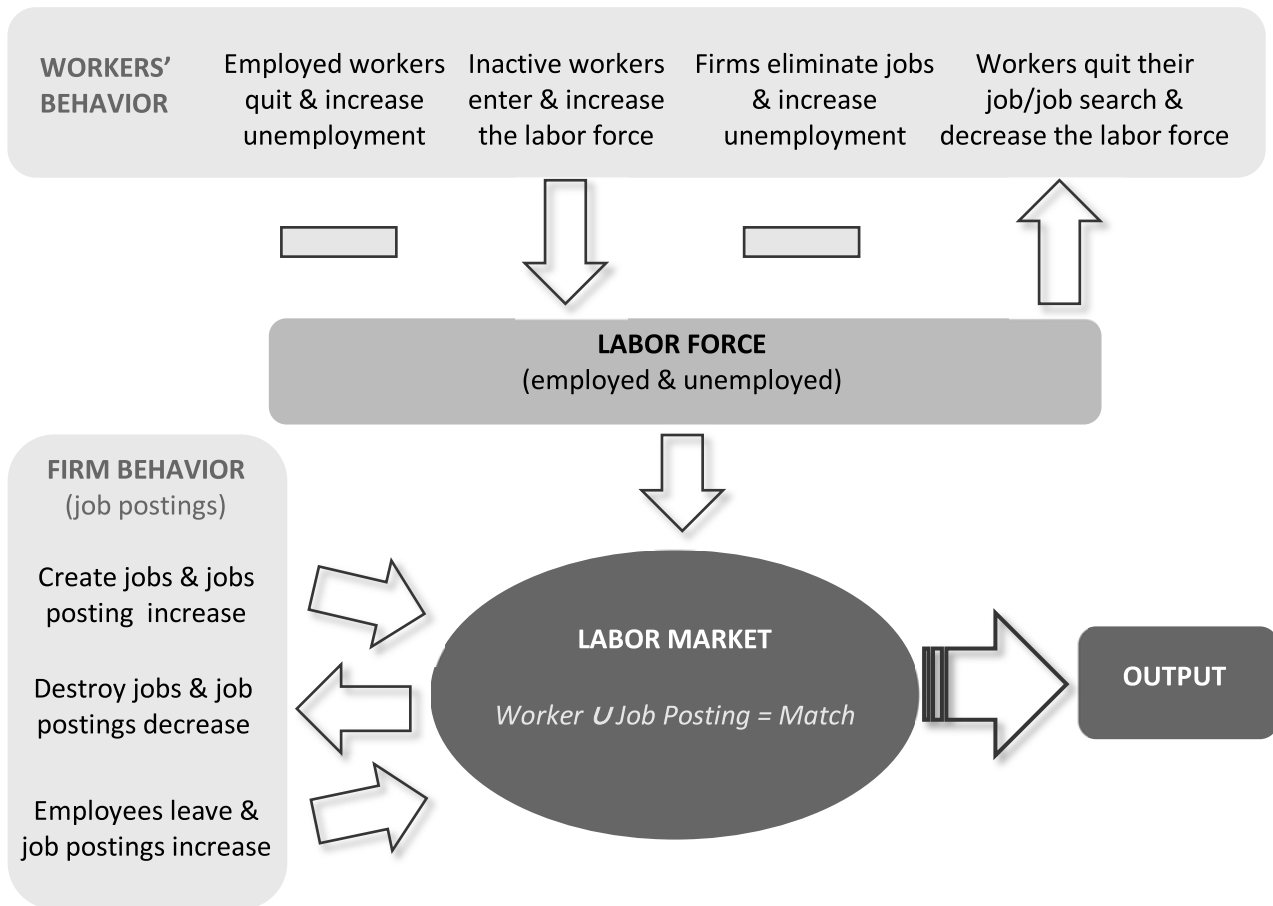 WORKERS’
BEHAVIOR
Employed workers
quit & increase
unemployment
Inactive workers
enter & increase
the labor force
Firms eliminate jobs
& increase
unemployment
Workers quit their
job/job search &
decrease the labor force
LABOR FORCE
(employed & unemployed)
FIRM BEHAVIOR
(job postings)
Create jobs & jobs
posting  increase
Destroy jobs & job
postings decrease
Employees leave &
job postings increase
LABOR MARKET
Worker ∪ Job Posting = Match
OUTPUT